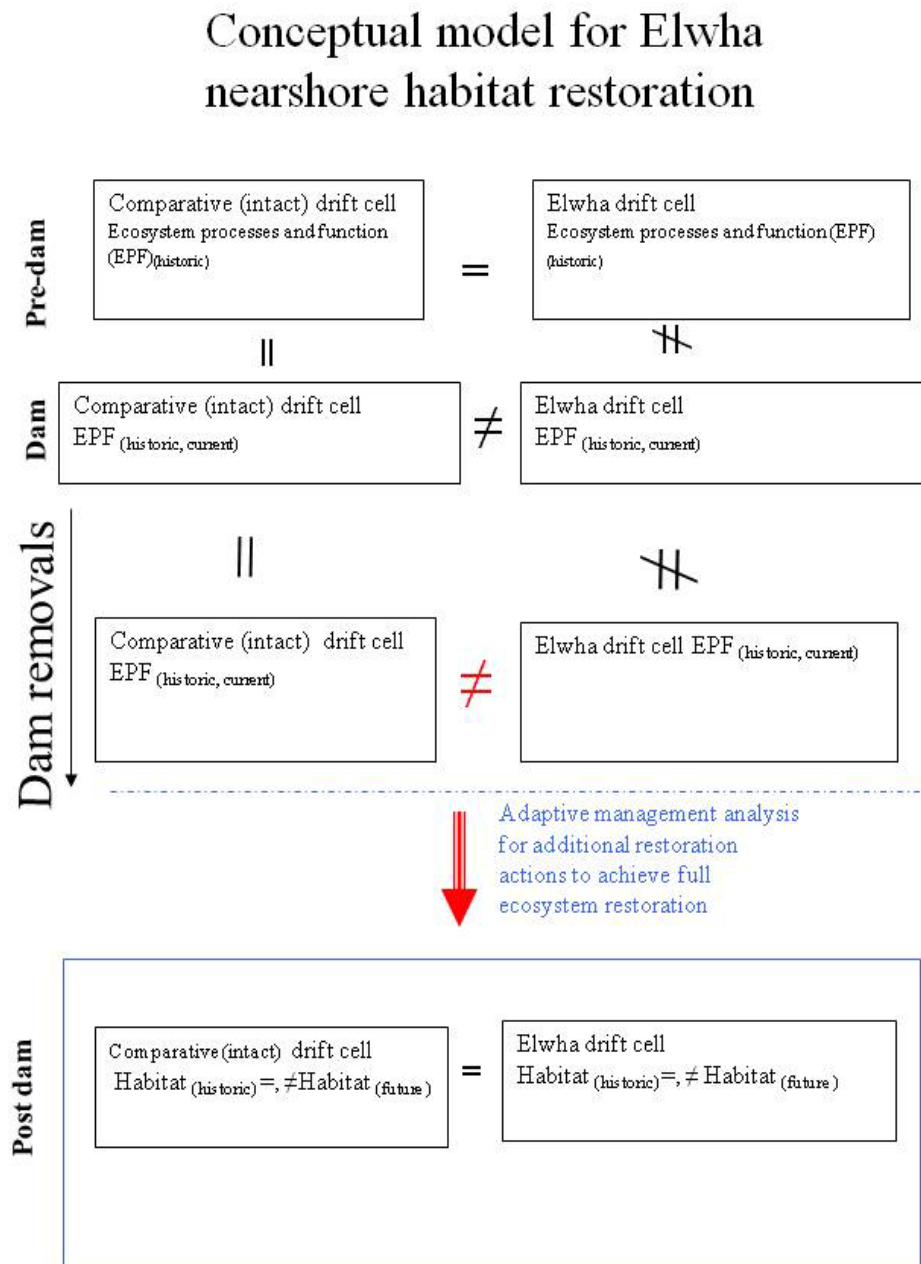 Conceptual model for Elwha
nearshore habitat restoration
Pre-dam
Comparative (intact) drift cell
Ecosystem processes and function
(EPF)(historic)
=
Elwha drift cell
Ecosystem processes and function (EPF)
(historic)
=
≠
Dam
Comparative (intact) drift cell
EPF (historic, current)
≠
Elwha drift cell
EPF (historic, current)
Dam removals
=
≠
Comparative (intact) drift cell
EPF (historic, current)
≠
Elwha drift cell EPF (historic, current)
Adaptive management analysis
for additional restoration
actions to achieve full
ecosystem restoration
Post dam
Comparative (intact) drift cell
Habitat (historic) =, ≠Habitat (future)
=
Elwha drift cell
Habitat (historic)=, ≠ Habitat (future)